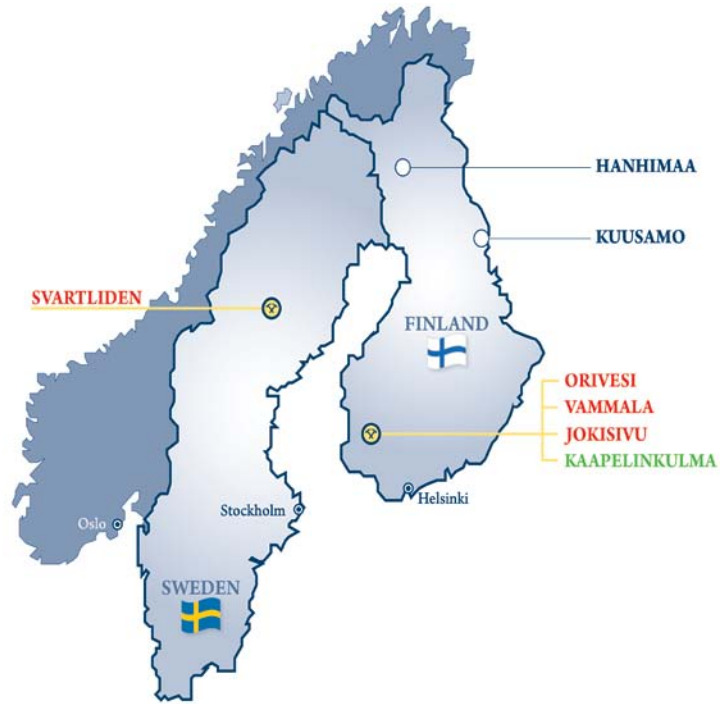 HANHIMAA
KUUSAMO
SVARTLIDEN
FINLAND
ORIVESI
VAMMALA
JOKISIVU
KAAPELINKULMA
Helsinki
Stockholm
Oslo
SWEDEN